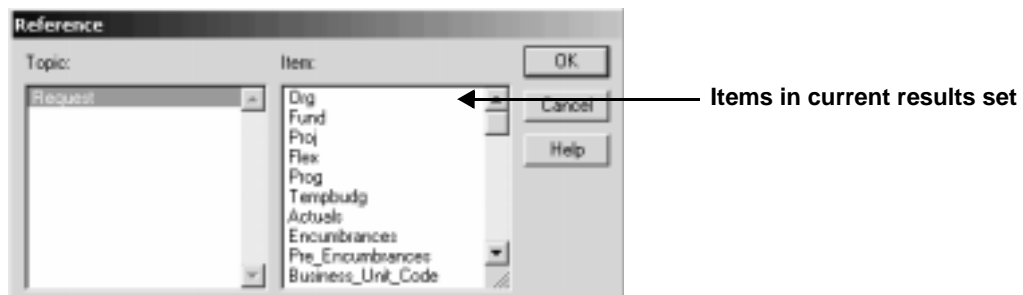 Reference
Topic:
Item:
OK
Request
Org
Fund
Proj
Flex
Prog
Tempbudg
Actuals
Encumbrances
Pre_Encumbrances
Business_Unit_Code
Cancel
Help
Items in current results set